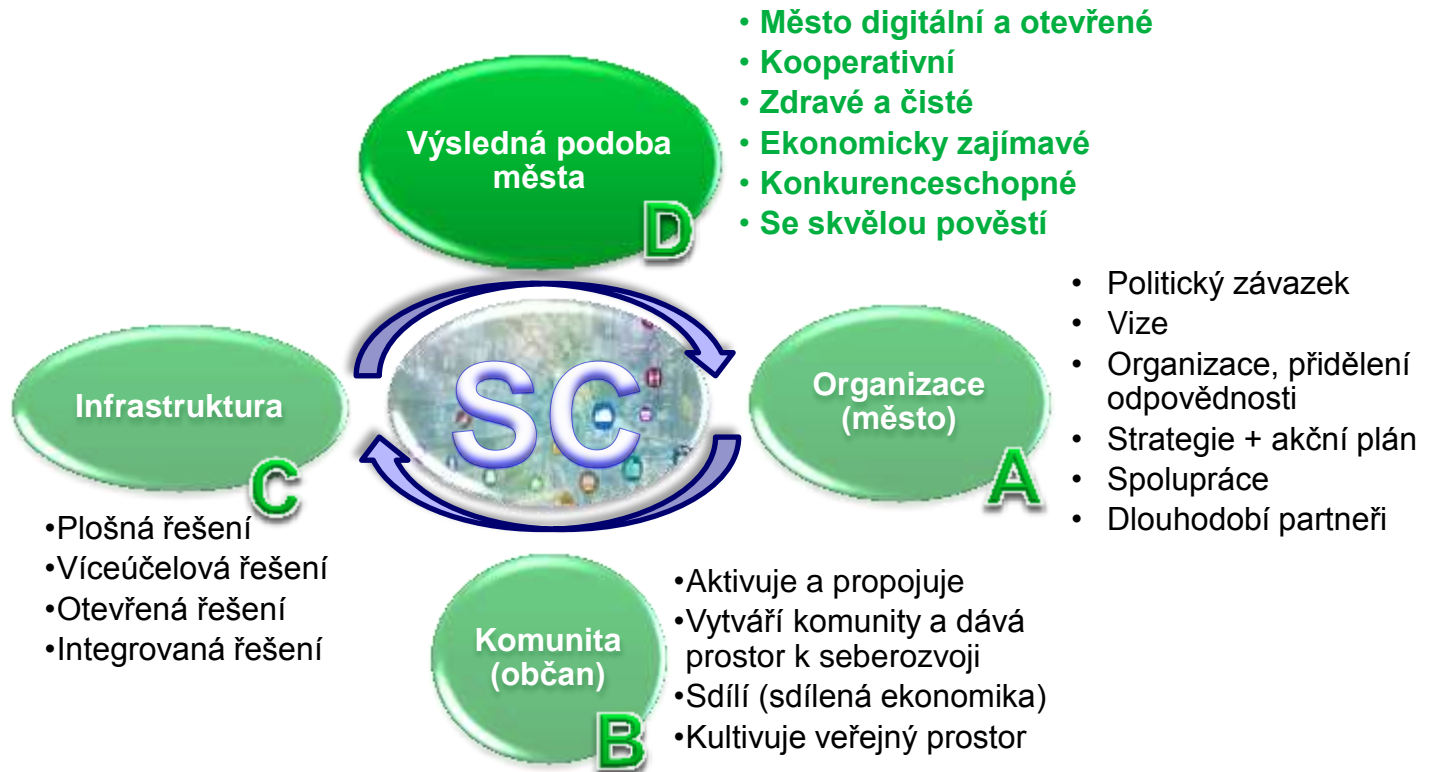 • Město digitální a otevřené
• Kooperativní
• Zdravé a čisté
• Ekonomicky zajímavé
• Konkurenceschopné
• Se skvělou pověstí
Výsledná podoba
města
D
SC
Organizace
(město)
A
• Politický závazek
• Vize
• Organizace, přidělení
odpovědnosti
• Strategie + akční plán
• Spolupráce
• Dlouhodobí partneři
Infrastruktura
C
•Plošná řešení
•Víceúčelová řešení
•Otevřená řešení
•Integrovaná řešení
Komunita
(občan)
B
•Aktivuje a propojuje
•Vytváří komunity a dává
prostor k seberozvoji
•Sdílí (sdílená ekonomika)
•Kultivuje veřejný prostor